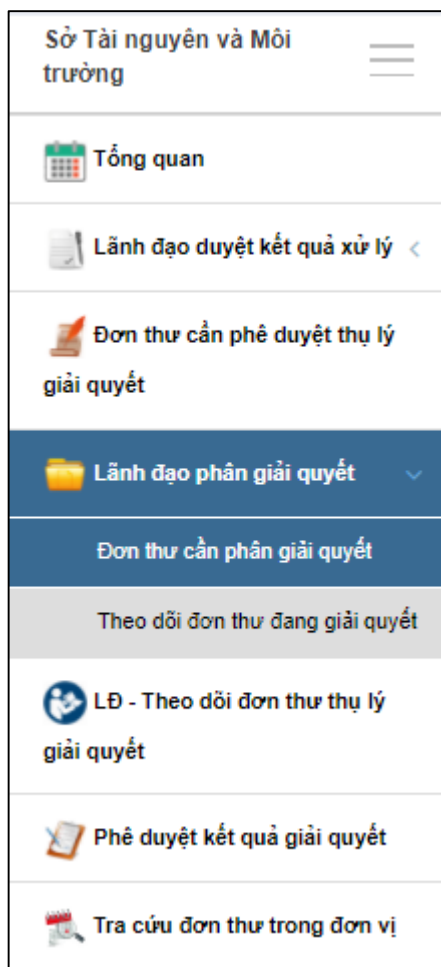 Sở Tài nguyên và Môi
trường
Tổng quan
Lãnh đạo duyệt kết quả xử lý
Đơn thư cần phê duyệt thụ lý
giải quyết
Lãnh đạo phân giải quyết
Đơn thư cần phân giải quyết
Theo dõi đơn thư đang giải quyết
LĐ - Theo dõi đơn thư thụ lý
giải quyết
Phê duyệt kết quả giải quyết
Tra cứu đơn thư trong đơn vị